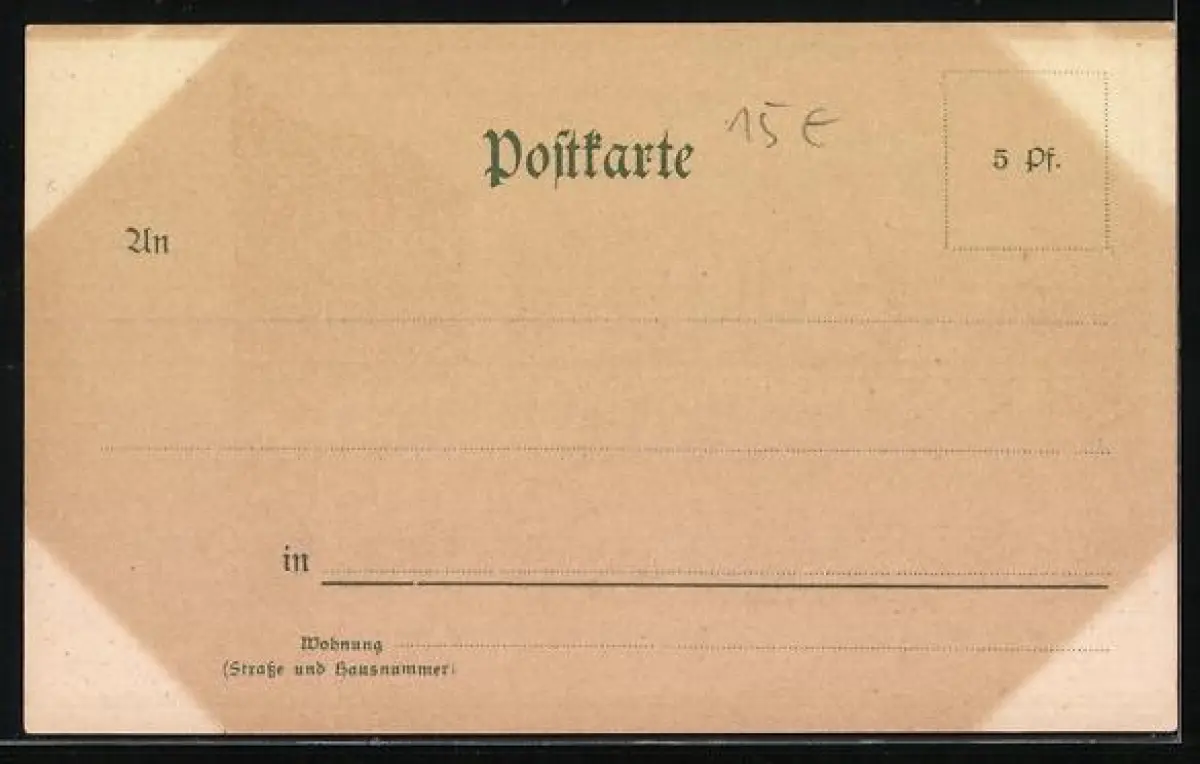 Postkarte 15 €
5 Pf.
An
in
Wohnung
(Straße und Hausnummer)